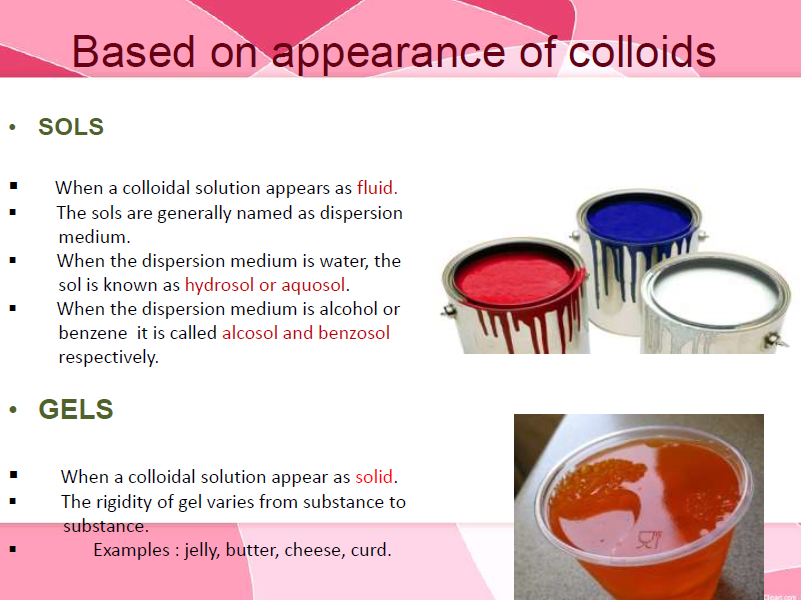 Based on appearance of colloids
• SOLS
▪ When a colloidal solution appears as fluid.
▪ The sols are generally named as dispersion
medium.
▪ When the dispersion medium is water, the
sol is known as hydrosol or aquosol.
▪ When the dispersion medium is alcohol or
benzene it is called alcosol and benzosol
respectively.
• GELS
▪ When a colloidal solution appear as solid.
▪ The rigidity of gel varies from substance to
substance.
▪ Examples : jelly, butter, cheese, curd.